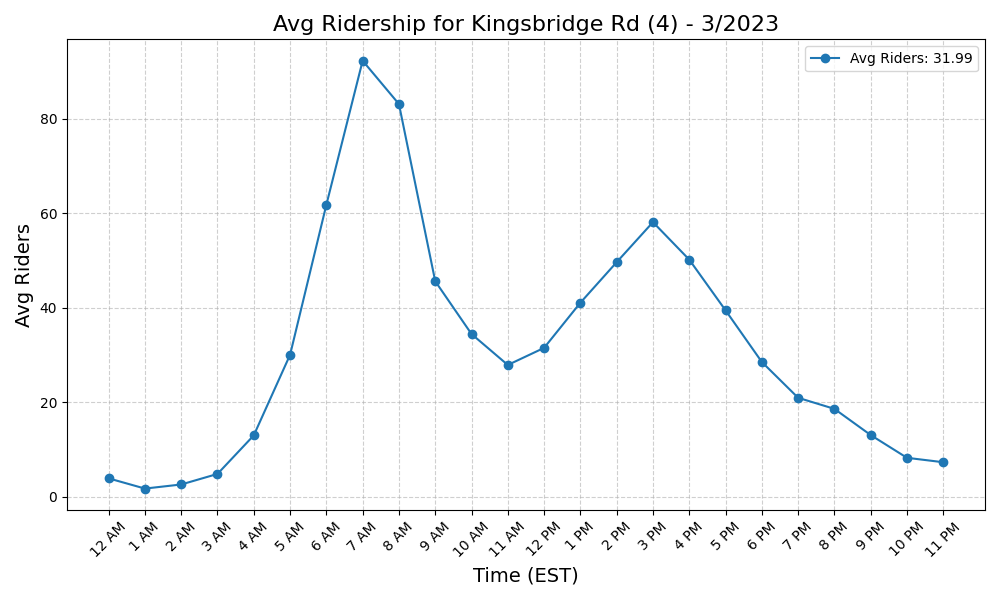 Avg Ridership for Kingsbridge Rd (4) - 3/2023
Avg Riders: 31.99
Avg Riders
80
60
40
20
0
12 AM
1 AM
2 AM
3 AM
4 AM
5 AM
6 AM
7 AM
8 AM
9 AM
10 AM
11 AM
12 PM
1 PM
2 PM
3 PM
4 PM
5 PM
6 PM
7 PM
8 PM
9 PM
10 PM
11 PM
Time (EST)